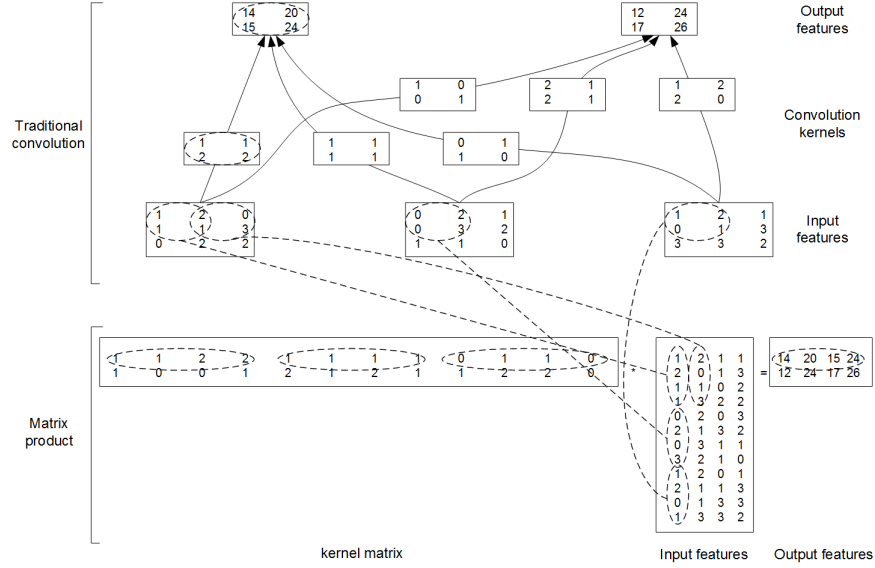 14 20
15 24
12 24
17 26
Output
features
1 0
0 1
2 1
2 1
1 2
2 0
Convolution
kernels
Traditional
convolution
1 1
2 2
1 1
1 1
0 1
1 0
1 2 0
1 1 3
0 2 2
0 2 1
0 3 2
1 1 0
1 2 1
0 1 3
3 3 2
Input
features
Matrix
product
1 1 2 2 1 1 1 1 0 1 1 0
1 0 0 1 2 1 2 1 1 2 2 0
*
1 2 1 1
2 0 1 3
1 1 0 2
1 3 2 2
0 2 0 3
2 1 3 2
0 3 1 1
3 2 1 0
1 2 0 1
2 1 1 3
0 1 3 3
1 3 3 2
=
14 20 15 24
12 24 17 26
kernel matrix
Input features
Output features